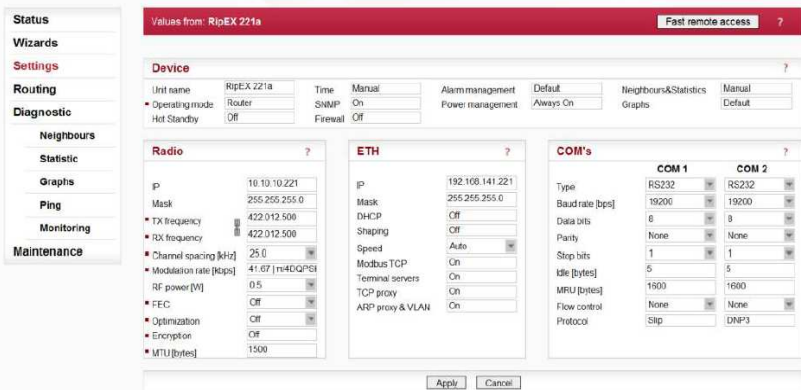 Status
Wizards
Settings
Routing
Diagnostic
Neighbours
Statistic
Graphs
Ping
Monitoring
Maintenance
Values from: RipEX 221a
Fast remote access ?
Device ?
Unit name RipEX 221a Time Manual Alarm management Default Neighbours&Statistics Manual
Operating mode Router SNMP On Power management Always On Graphs Default
Hot Standby Off Firewall Off
Radio ?
IP 10.10.10.221
Mask 255.255.255.0
TX frequency 422.012.500
RX frequency 422.012.500
Channel spacing [kHz] 25.0
Modulation rate [kbps] 41.67 | π/4DQPSK
RF power [W] 0.5
FEC Off
Optimization Off
Encryption Off
MTU [bytes] 1500
ETH ?
IP 192.168.141.221
Mask 255.255.255.0
DHCP Off
Shaping Off
Speed Auto
Modbus TCP On
Terminal servers On
TCP proxy On
ARP proxy & VLAN On
COM's ?
COM 1 COM 2
Type RS232 RS232
Baud rate [bps] 19200 19200
Data bits 8 8
Parity None None
Stop bits 1 1
Idle [bytes] 5 5
MRU [bytes] 1600 1600
Flow control None None
Protocol Slip DNP3
Apply Cancel